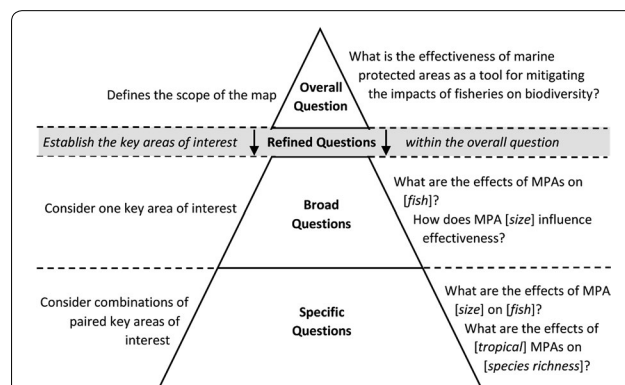 What is the effectiveness of marine
protected areas as a tool for mitigating
the impacts of fisheries on biodiversity?
Defines the scope of the map
Overall
Question
Establish the key areas of interest
Refined Questions
within the overall question
Consider one key area of interest
Broad
Questions
What are the effects of MPAs on
[fish]?
How does MPA [size] influence
effectiveness?
Consider combinations of
paired key areas of
interest
Specific
Questions
What are the effects of MPA
[size] on [fish]?
What are the effects of
[tropical] MPAs on
[species richness]?